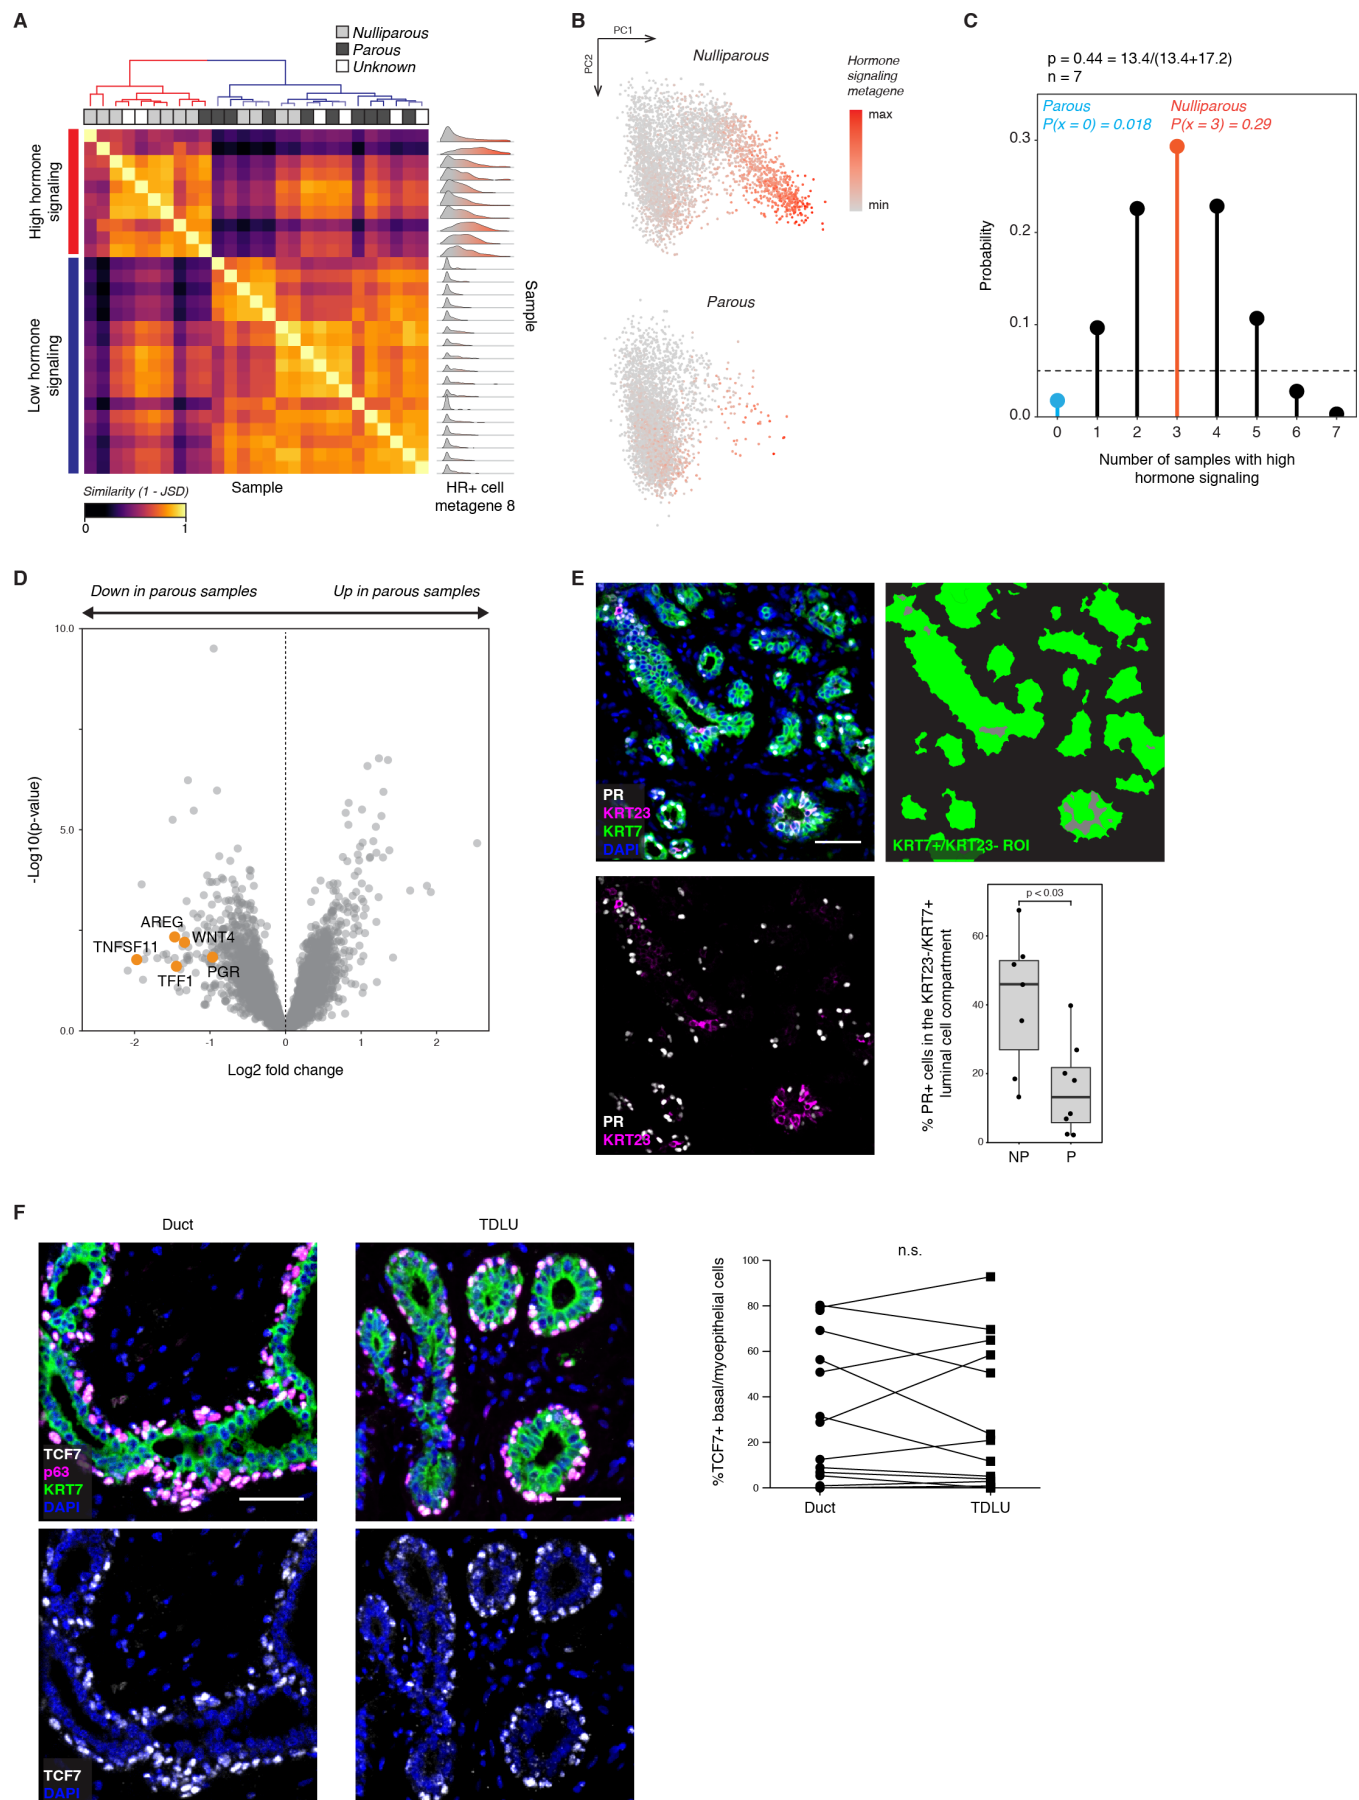 A
Nulliparous
Parous
Unknown
High hormone
signaling
Low hormone
signaling
Sample
Similarity (1 - JSD)
0
1
Sample
HR+ cell
metagene 8
B
PC1
PC2
Nulliparous
Hormone
signaling
metagene
max
min
Parous
C
p = 0.44 = 13.4/(13.4+17.2)
n = 7
Parous
P(x = 0) = 0.018
Nulliparous
P(x = 3) = 0.29
Probability
0.3
0.2
0.1
0.0
0 1 2 3 4 5 6 7
Number of samples with high
hormone signaling
D
Down in parous samples
Up in parous samples
-Log10(p-value)
10.0
5.0
0.0
AREG
WNT4
TNFSF11
PGR
TFF1
-2 -1 0 1 2
Log2 fold change
E
PR
KRT23
KRT7
DAPI
KRT7+/KRT23- ROI
PR
KRT23
p < 0.03
% PR+ cells in the KRT23-/KRT7+
luminal cell compartment
60
40
20
0
NP P
F
Duct
TDLU
TCF7
p63
KRT7
DAPI
TCF7
DAPI
n.s.
%TCF7+ basal/myoepithelial cells
100
80
60
40
20
0
Duct
TDLU